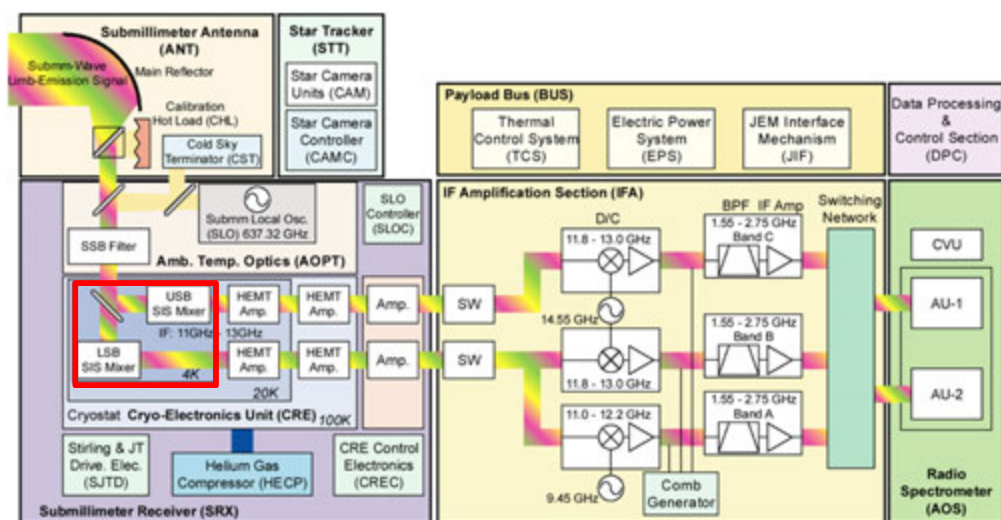 Submillimeter Antenna
(ANT)
Submm-Wave
Limb-Emission Signal
Main Reflector
Calibration
Hot Load (CHL)
Cold Sky
Terminator (CST)
Star Tracker
(STT)
Star Camera
Units (CAM)
Star Camera
Controller
(CAMC)
Payload Bus (BUS)
Thermal
Control System
(TCS)
Electric Power
System
(EPS)
JEM Interface
Mechanism
(JIF)
Data Processing
&
Control Section
(DPC)
SSB Filter
Submm Local Osc.
(SLO) 637.32 GHz
Amb. Temp. Optics (AOPT)
SLO
Controller
(SLOC)
USB
SIS Mixer
HEMT
Amp.
HEMT
Amp.
Amp.
IF: 11GHz - 13GHz
LSB
SIS Mixer
4K
HEMT
Amp.
HEMT
Amp.
Amp.
20K
Cryostat Cryo-Electronics Unit (CRE) 100K
Stirling & JT
Drive. Elec.
(SJTD)
Helium Gas
Compressor (HECP)
CRE Control
Electronics
(CREC)
Submillimeter Receiver (SRX)
IF Amplification Section (IFA)
SW
SW
D/C
11.8 - 13.0 GHz
14.55 GHz
11.8 - 13.0 GHz
11.0 - 12.2 GHz
9.45 GHz
BPF IF Amp
1.55 - 2.75 GHz
Band C
1.55 - 2.75 GHz
Band B
1.55 - 2.75 GHz
Band A
Comb
Generator
Switching
Network
CVU
AU-1
AU-2
Radio
Spectrometer
(AOS)